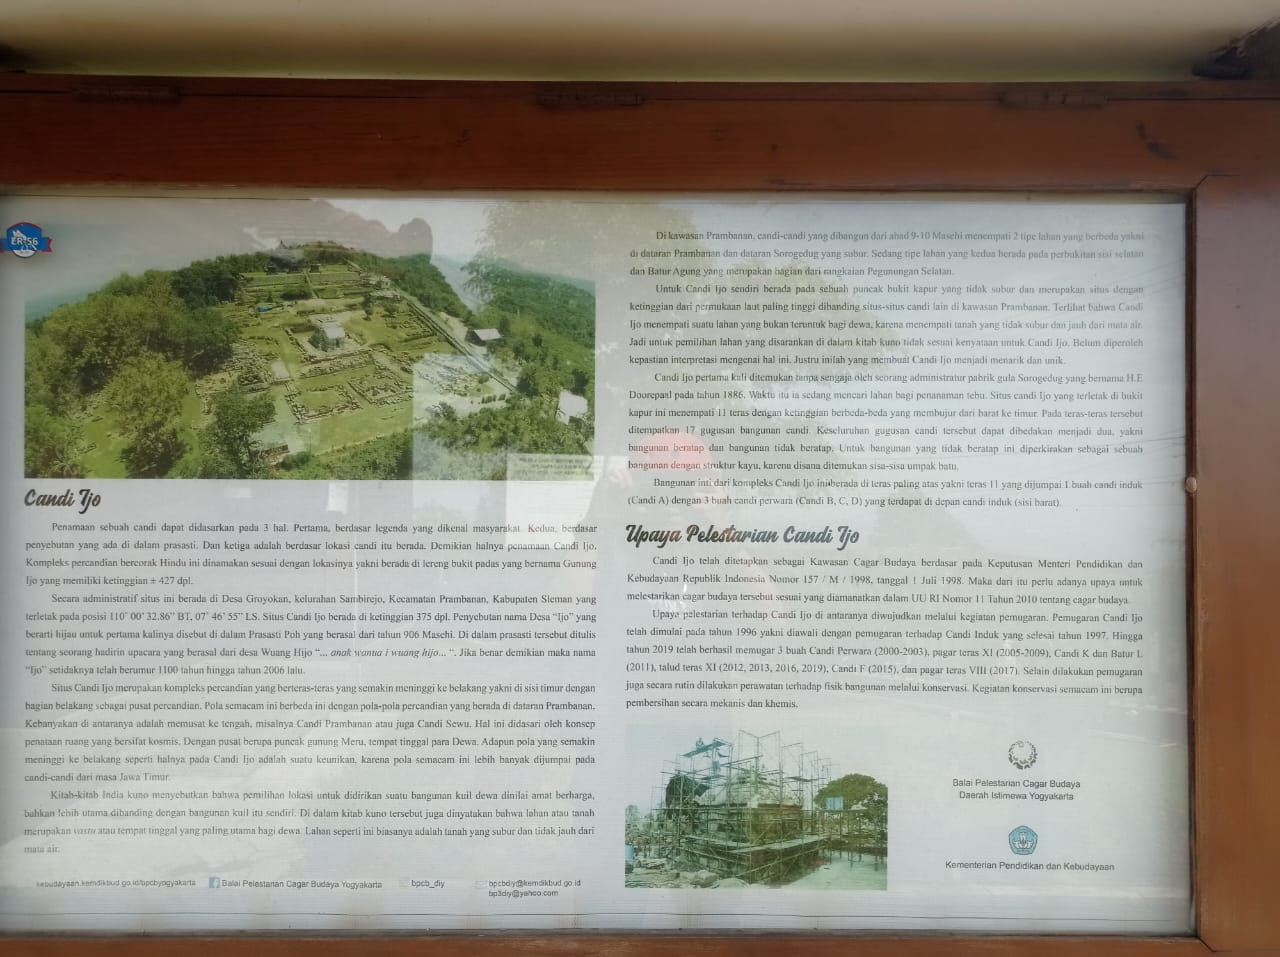 ER-56
Candi Ijo
Penamaan sebuah candi dapat didasarkan pada 3 hal. Pertama, berdasar legenda yang dikenal masyarakat. Kedua, berdasar
penyebutan yang ada di dalam prasasti. Dan ketiga adalah berdasar lokasi candi itu berada. Demikian halnya penamaan Candi Ijo.
Kompleks percandian bercorak Hindu ini dinamakan sesuai dengan lokasinya yakni berada di lereng bukit padas yang bernama Gunung
Ijo yang memiliki ketinggian ± 427 dpl.
Secara administratif situs ini berada di Desa Groyokan, kelurahan Sambirejo, Kecamatan Prambanan, Kabupaten Sleman yang
terletak pada posisi 110˚ 00' 32.86" BT, 07˚ 46' 55" LS. Situs Candi Ijo berada di ketinggian 375 dpl. Penyebutan nama Desa "Ijo" yang
berarti hijau untuk pertama kalinya disebut di dalam Prasasti Poh yang berasal dari tahun 906 Masehi. Di dalam prasasti tersebut ditulis
tentang seorang hadirin upacara yang berasal dari desa Wuang Hijo "... anak wanua i wuang hijo... ". Jika benar demikian maka nama
"Ijo" setidaknya telah berumur 1100 tahun hingga tahun 2006 lalu.
Situs Candi Ijo merupakan kompleks percandian yang berteras-teras yang semakin meninggi ke belakang yakni di sisi timur dengan
bagian belakang sebagai pusat percandian. Pola semacam ini berbeda ini dengan pola-pola percandian yang berada di dataran Prambanan.
Kebanyakan di antaranya adalah memusat ke tengah, misalnya Candi Prambanan atau juga Candi Sewu. Hal ini didasari oleh konsep
penataan ruang yang bersifat kosmis. Dengan pusat berupa puncak gunung Meru, tempat tinggal para Dewa. Adapun pola yang semakin
meninggi ke belakang seperti halnya pada Candi Ijo adalah suatu keunikan, karena pola semacam ini lebih banyak dijumpai pada
candi-candi dari masa Jawa Timur.
Kitab-kitab India kuno menyebutkan bahwa pemilihan lokasi untuk didirikan suatu bangunan kuil dewa dinilai amat berharga,
bahkan lebih utama dibanding dengan bangunan kuil itu sendiri. Di dalam kitab kuno tersebut juga dinyatakan bahwa lahan atau tanah
merupakan vastu atau tempat tinggal yang paling utama bagi dewa. Lahan seperti ini biasanya adalah tanah yang subur dan tidak jauh dari
mata air.
kebudayaan.kemdikbud.go.id/bpcbyogyakarta
Balai Pelestarian Cagar Budaya Yogyakarta
bpcb_diy
bpcbdiy@kemdikbud.go.id
bp3diy@yahoo.com
Di kawasan Prambanan, candi-candi yang dibangun dari abad 9-10 Masehi menempati 2 tipe lahan yang berbeda yakni
di dataran Prambanan dan dataran Sorogedug yang subur. Sedang tipe lahan yang kedua berada pada perbukitan sisi selatan
dan Batur Agung yang merupakan bagian dari rangkaian Pegunungan Selatan.
Untuk Candi Ijo sendiri berada pada sebuah puncak bukit kapur yang tidak subur dan merupakan situs dengan
ketinggian dari permukaan laut paling tinggi dibanding situs-situs candi lain di kawasan Prambanan. Terlihat bahwa Candi
Ijo menempati suatu lahan yang bukan teruntuk bagi dewa, karena menempati tanah yang tidak subur dan jauh dari mata air.
Jadi untuk pemilihan lahan yang disarankan di dalam kitab kuno tidak sesuai kenyataan untuk Candi Ijo. Belum diperoleh
kepastian interpretasi mengenai hal ini. Justru inilah yang membuat Candi Ijo menjadi menarik dan unik.
Candi Ijo pertama kali ditemukan tanpa sengaja oleh seorang administratur pabrik gula Sorogedug yang bernama H.E
Doorepanl pada tahun 1886. Waktu itu ia sedang mencari lahan bagi penanaman tebu. Situs candi Ijo yang terletak di bukit
kapur ini menempati 11 teras dengan ketinggian berbeda-beda yang membujur dari barat ke timur. Pada teras-teras tersebut
ditempatkan 17 gugusan bangunan candi. Keseluruhan gugusan candi tersebut dapat dibedakan menjadi dua, yakni
bangunan beratap dan bangunan tidak beratap. Untuk bangunan yang tidak beratap ini diperkirakan sebagai sebuah
bangunan dengan struktur kayu, karena disana ditemukan sisa-sisa umpak batu.
Bangunan inti dari kompleks Candi Ijo iniberada di teras paling atas yakni teras 11 yang dijumpai 1 buah candi induk
(Candi A) dengan 3 buah candi perwara (Candi B, C, D) yang terdapat di depan candi induk (sisi barat).
Upaya Pelestarian Candi Ijo
Candi Ijo telah ditetapkan sebagai Kawasan Cagar Budaya berdasar pada Keputusan Menteri Pendidikan dan
Kebudayaan Republik Indonesia Nomor 157 / M / 1998, tanggal 1 Juli 1998. Maka dari itu perlu adanya upaya untuk
melestarikan cagar budaya tersebut sesuai yang diamanatkan dalam UU RI Nomor 11 Tahun 2010 tentang cagar budaya.
Upaya pelestarian terhadap Candi Ijo di antaranya diwujudkan melalui kegiatan pemugaran. Pemugaran Candi Ijo
telah dimulai pada tahun 1996 yakni diawali dengan pemugaran terhadap Candi Induk yang selesai tahun 1997. Hingga
tahun 2019 telah berhasil memugar 3 buah Candi Perwara (2000-2003), pagar teras XI (2005-2009), Candi K dan Batur L
(2011), talud teras XI (2012, 2013, 2016, 2019), Candi F (2015), dan pagar teras VIII (2017). Selain dilakukan pemugaran
juga secara rutin dilakukan perawatan terhadap fisik bangunan melalui konservasi. Kegiatan konservasi semacam ini berupa
pembersihan secara mekanis dan khemis.
Balai Pelestarian Cagar Budaya
Daerah Istimewa Yogyakarta
Kementerian Pendidikan dan Kebudayaan